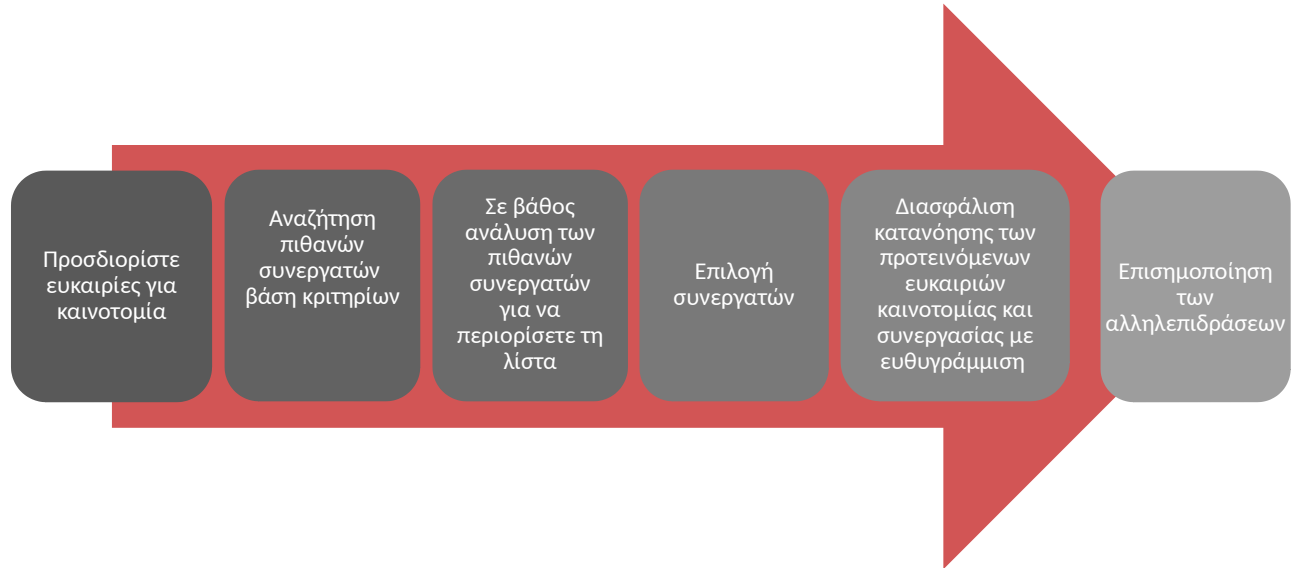 Προσδιορίστε
ευκαιρίες για
καινοτομία
Αναζήτηση
πιθανών
συνεργατών
βάση κριτηρίων
Σε βάθος
ανάλυση των
πιθανών
συνεργατών
για να
περιορίσετε τη
λίστα
Επιλογή
συνεργατών
Διασφάλιση
κατανόησης των
προτεινόμενων
ευκαιριών
καινοτομίας και
συνεργασίας με
ευθυγράμμιση
Επισημοποίηση
των
αλληλεπιδράσεων